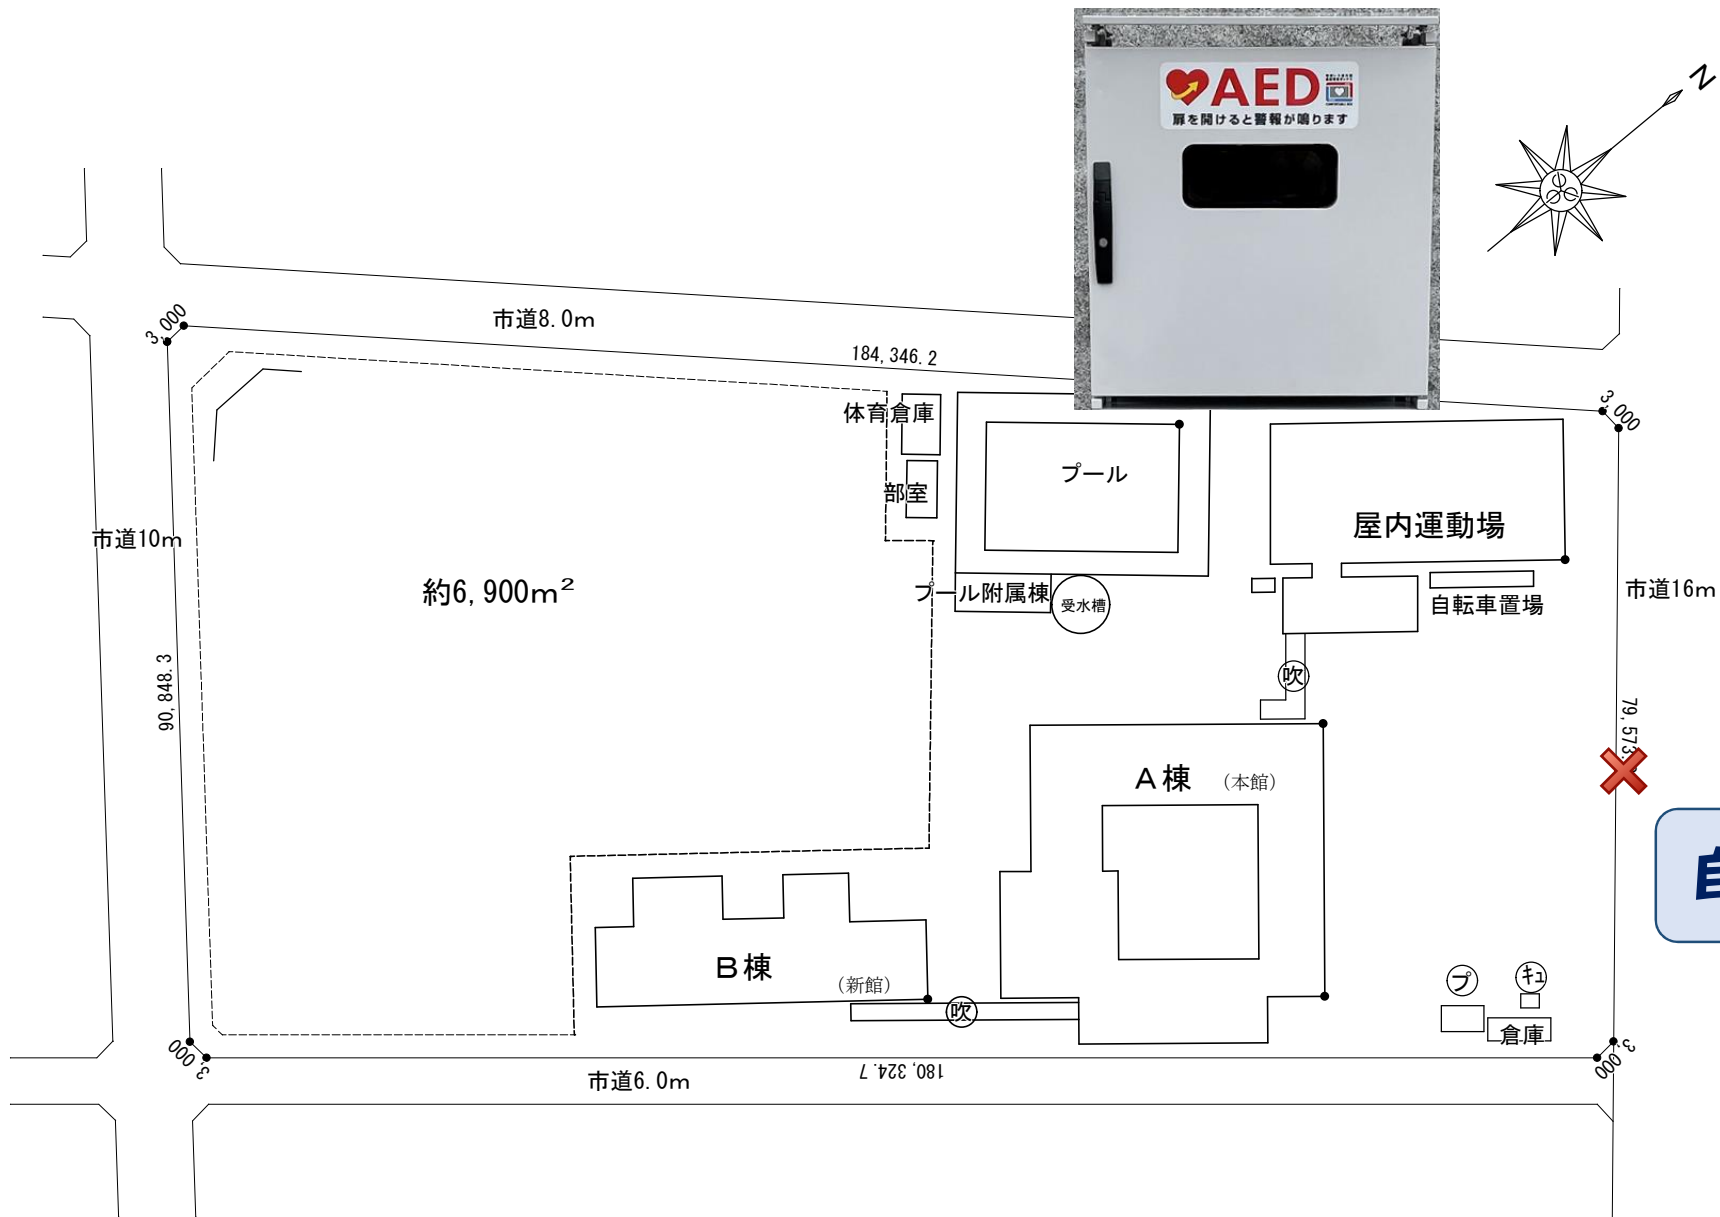 AED
扉を開けると警報が鳴ります
N
市道8.0m
3,000
184,346.2
3,000
体育倉庫
プール
部室
屋内運動場
市道10m
約6,900m²
プール附属棟
受水槽
自転車置場
市道16m
90,848.3
吹
79,573.
A棟 (本館)
自
B棟
(新館)
吹
プ
キュ
倉庫
3,000
3,000
市道6.0m
180,324.7